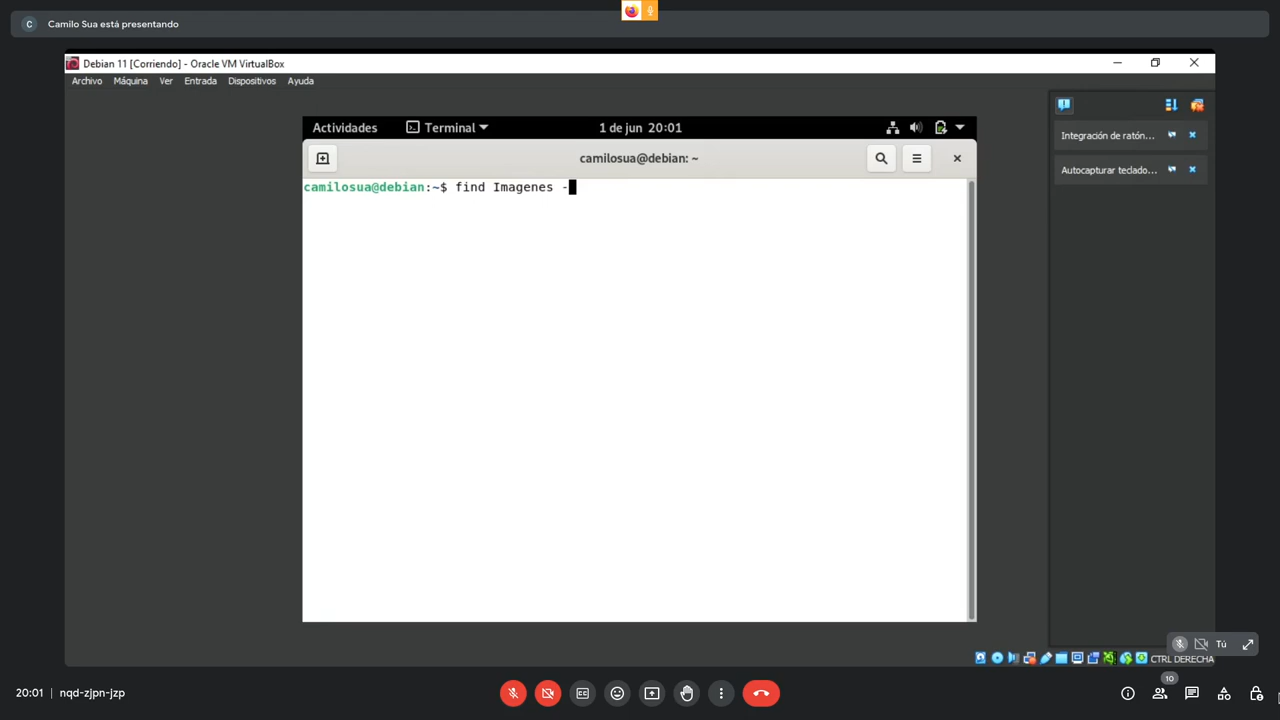 C Camilo Sua está presentando
Debian 11 [Corriendo] - Oracle VM VirtualBox
Archivo Máquina Ver Entrada Dispositivos Ayuda
Integración de ratón...
Autocapturar teclado...
Actividades Terminal 1 de jun 20:01
camilosua@debian: ~
camilosua@debian:~$ find Imagenes -
Tú
CTRL DERECHA
20:01 nqd-zjpn-jzp
10